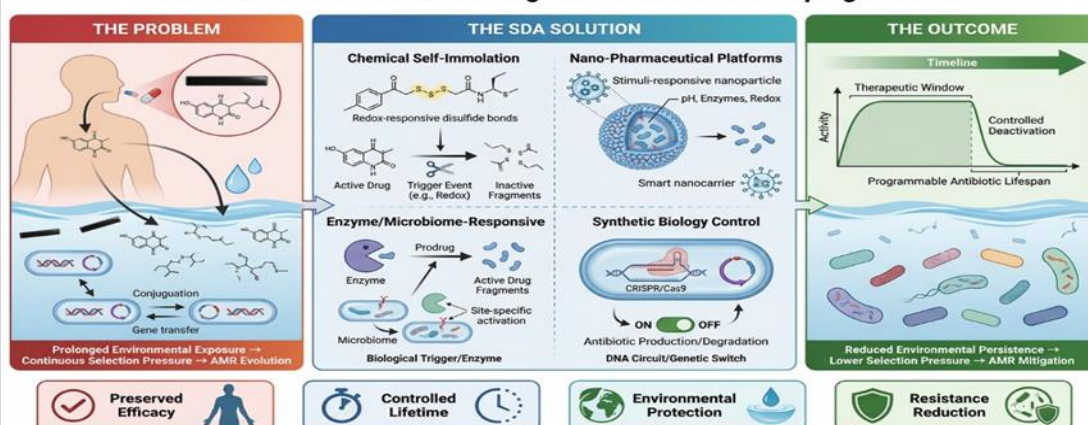 THE PROBLEM
Conjuguation
Gene transfer
Prolonged Environmental Exposure →
Continuous Selection Pressure → AMR Evolution
THE SDA SOLUTION
Chemical Self-Immolation
Redox-responsive disulfide bonds
Active Drug
Trigger Event
(e.g., Redox)
Inactive
Fragments
Nano-Pharmaceutical Platforms
Stimuli-responsive nanoparticle
pH, Enzymes, Redox
Smart nanocarrier
Enzyme/Microbiome-Responsive
Prodrug
Enzyme
Active Drug
Fragments
Site-specific
activation
Microbiome
Biological Trigger/Enzyme
Synthetic Biology Control
CRISPR/Cas9
ON OFF
Antibiotic Production/Degradation
DNA Circuit/Genetic Switch
THE OUTCOME
Timeline
Therapeutic Window
Activity
Controlled
Deactivation
Programmable Antibiotic Lifespan
Reduced Environmental Persistence →
Lower Selection Pressure → AMR Mitigation
Preserved
Efficacy
Controlled
Lifetime
Environmental
Protection
Resistance
Reduction